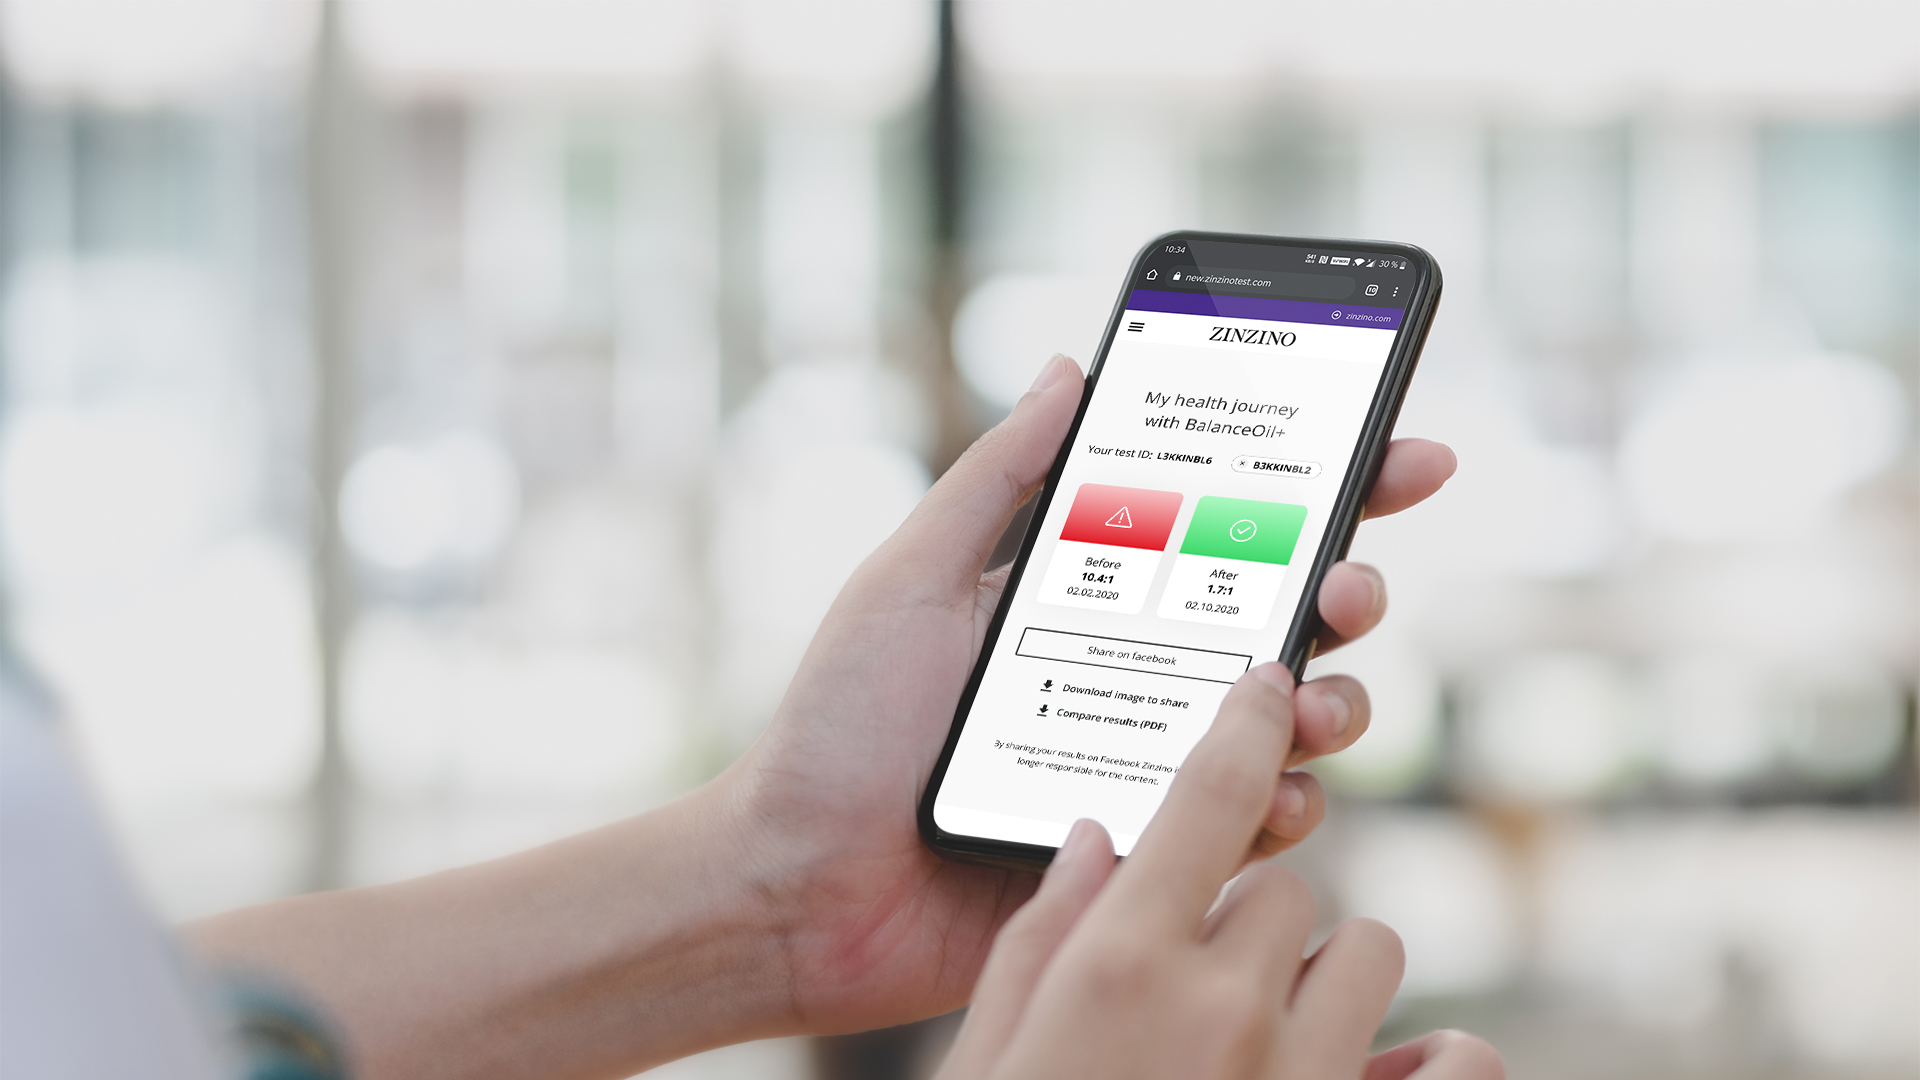 10:34
541
30 %
new.zinzinotest.com
10
zinzino.com
ZINZINO
My health journey
with BalanceOil+
Your test ID: L3KKINBL6
B3KKINBL2
Before
10.4:1
02.02.2020
After
1.7:1
02.10.2020
Share on facebook
Download image to share
Compare results (PDF)
By sharing your results on Facebook Zinzino
longer responsible for the content.